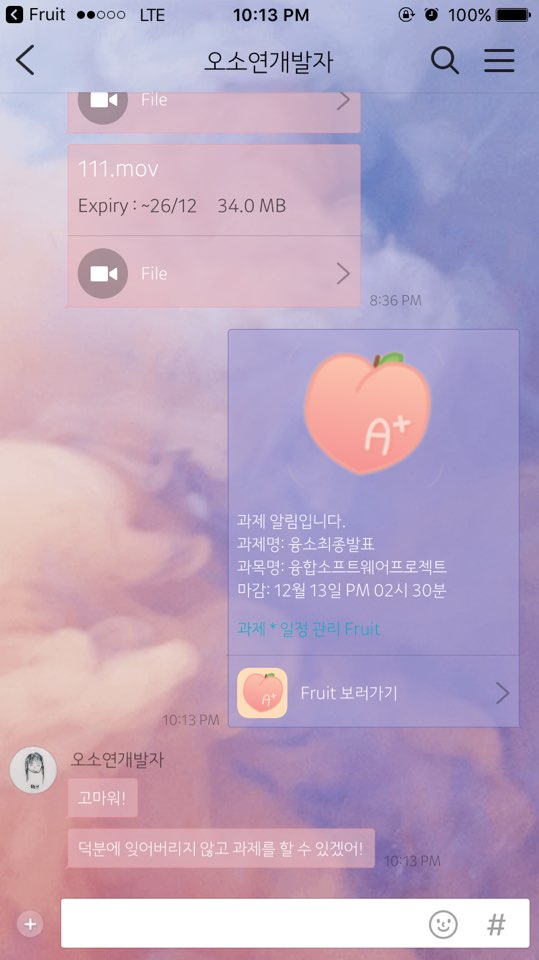 Fruit LTE 10:13 PM 100%
오소연개발자
File
111.mov
Expiry : ~26/12 34.0 MB
File
8:36 PM
A+
과제 알림입니다.
과제명: 융소최종발표
과목명: 융합소프트웨어프로젝트
마감: 12월 13일 PM 02시 30분
과제 * 일정 관리 Fruit
A+
Fruit 보러가기
10:13 PM
오소연개발자
고마워!
덕분에 잊어버리지 않고 과제를 할 수 있겠어!
10:13 PM
+
#